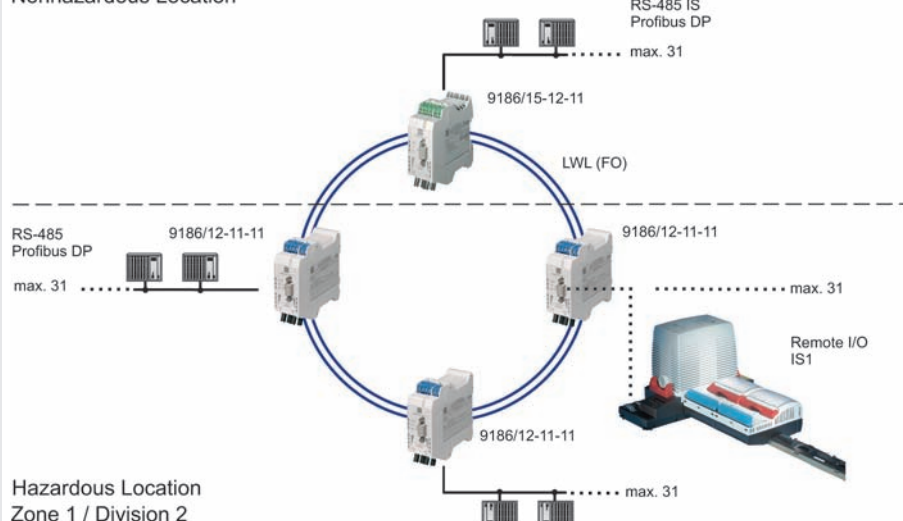 Nonhazardous Location
RS-485 IS
Profibus DP
max. 31
9186/15-12-11
LWL (FO)
RS-485
Profibus DP
9186/12-11-11
9186/12-11-11
max. 31
max. 31
Remote I/O
IS1
9186/12-11-11
max. 31
Hazardous Location
Zone 1 / Division 2